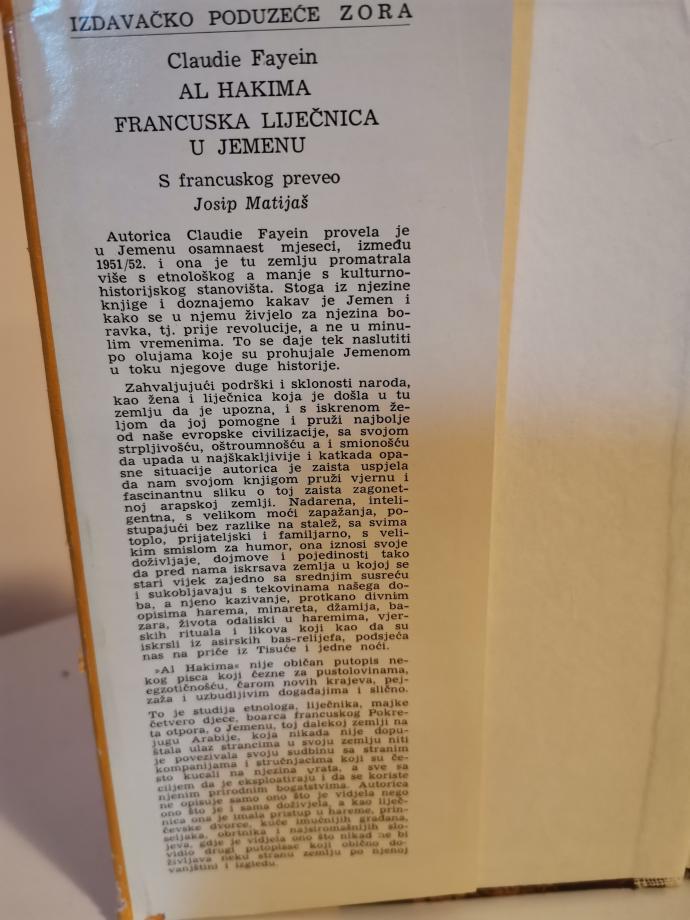 IZDAVAČKO PODUZEĆE ZORA
Claudie Fayein
AL HAKIMA
FRANCUSKA LIJEČNICA
U JEMENU
S francuskog preveo
Josip Matijaš
Autorica Claudie Fayein provela je
u Jemenu osamnaest mjeseci, između
1951/52. i ona je tu zemlju promatrala
više s etnološkog a manje s kulturno-
historijskog stanovišta. Stoga iz njezine
knjige i doznajemo kakav je Jemen i
kako se u njemu živjelo za njezina bo-
ravka, tj. prije revolucije, a ne u minu-
lim vremenima. To se daje tek naslutiti
po olujama koje su prohujale Jemenom
u toku njegove duge historije.
Zahvaljujući podrški i sklonosti naroda,
kao žena i liječnica koja je došla u tu
zemlju da je upozna, i s iskrenom že-
ljom da joj pomogne i pruži najbolje
od naše evropske civilizacije, sa svojom
strpljivošću, oštroumnošću a i smionošću
da upada u najškakljivije i katkada opa-
sne situacije autorica je zaista uspjela
da nam svojom knjigom pruži vjernu i
fascinantnu sliku o toj zaista zagonet-
noj arapskoj zemlji. Nadarena, inteli-
gentna, s velikom moći zapažanja, po-
stupajući bez razlike na stalež, sa svima
toplo, prijateljski i familjarno, s veli-
kim smislom za humor, ona iznosi svoje
doživljaje, dojmove i pojedinosti tako
da pred nama iskrsava zemlja u kojoj se
stari vijek zajedno sa srednjim susreću
i sukobljavaju s tekovinama našega do-
ba, a njeno kazivanje, protkano divnim
opisima harema, minareta, džamija, ba-
zara, života odaliski u haremima, vjer-
skih rituala i likova koji kao da su
iskrsli iz asirskih bas-relijefa, podsjeća
nas na priče iz Tisuće i jedne noći.
»Al Hakima« nije običan putopis ne-
kog pisca koji čezne za pustolovinama,
egzotičnošću, čarom novih krajeva, pej-
zaža i uzbudljivim događajima i slično.
To je studija etnologa, liječnika, majke
četvero djece, boarca francuskog Pokre-
ta otpora, o Jemenu, toj dalekoj zemlji na
jugu Arabije, koja nikada nije dopu-
štala ulaz strancima u svoju zemlju niti
je povezivala svoju sudbinu sa stranim
kompanijama i stručnjacima koji su če-
sto kucali na njezina vrata, a sve sa
ciljem da je eksploatiraju i da se koriste
njenim prirodnim bogatstvima. Autorica
ne opisuje samo ono što je vidjela nego
ono što je i sama doživjela, a kao liječ-
nica ona je imala pristup u hareme, prin-
čevske dvorce, kuće imućnijih građana,
seljaka, obrtnika i najsiromašnijih slo-
jeva, gdje je vidjela ono što nikad ne bi
vidio drugi putopisac koji obično do-
življava neku stranu zemlju po njenoj
vanjštini i izgledu.